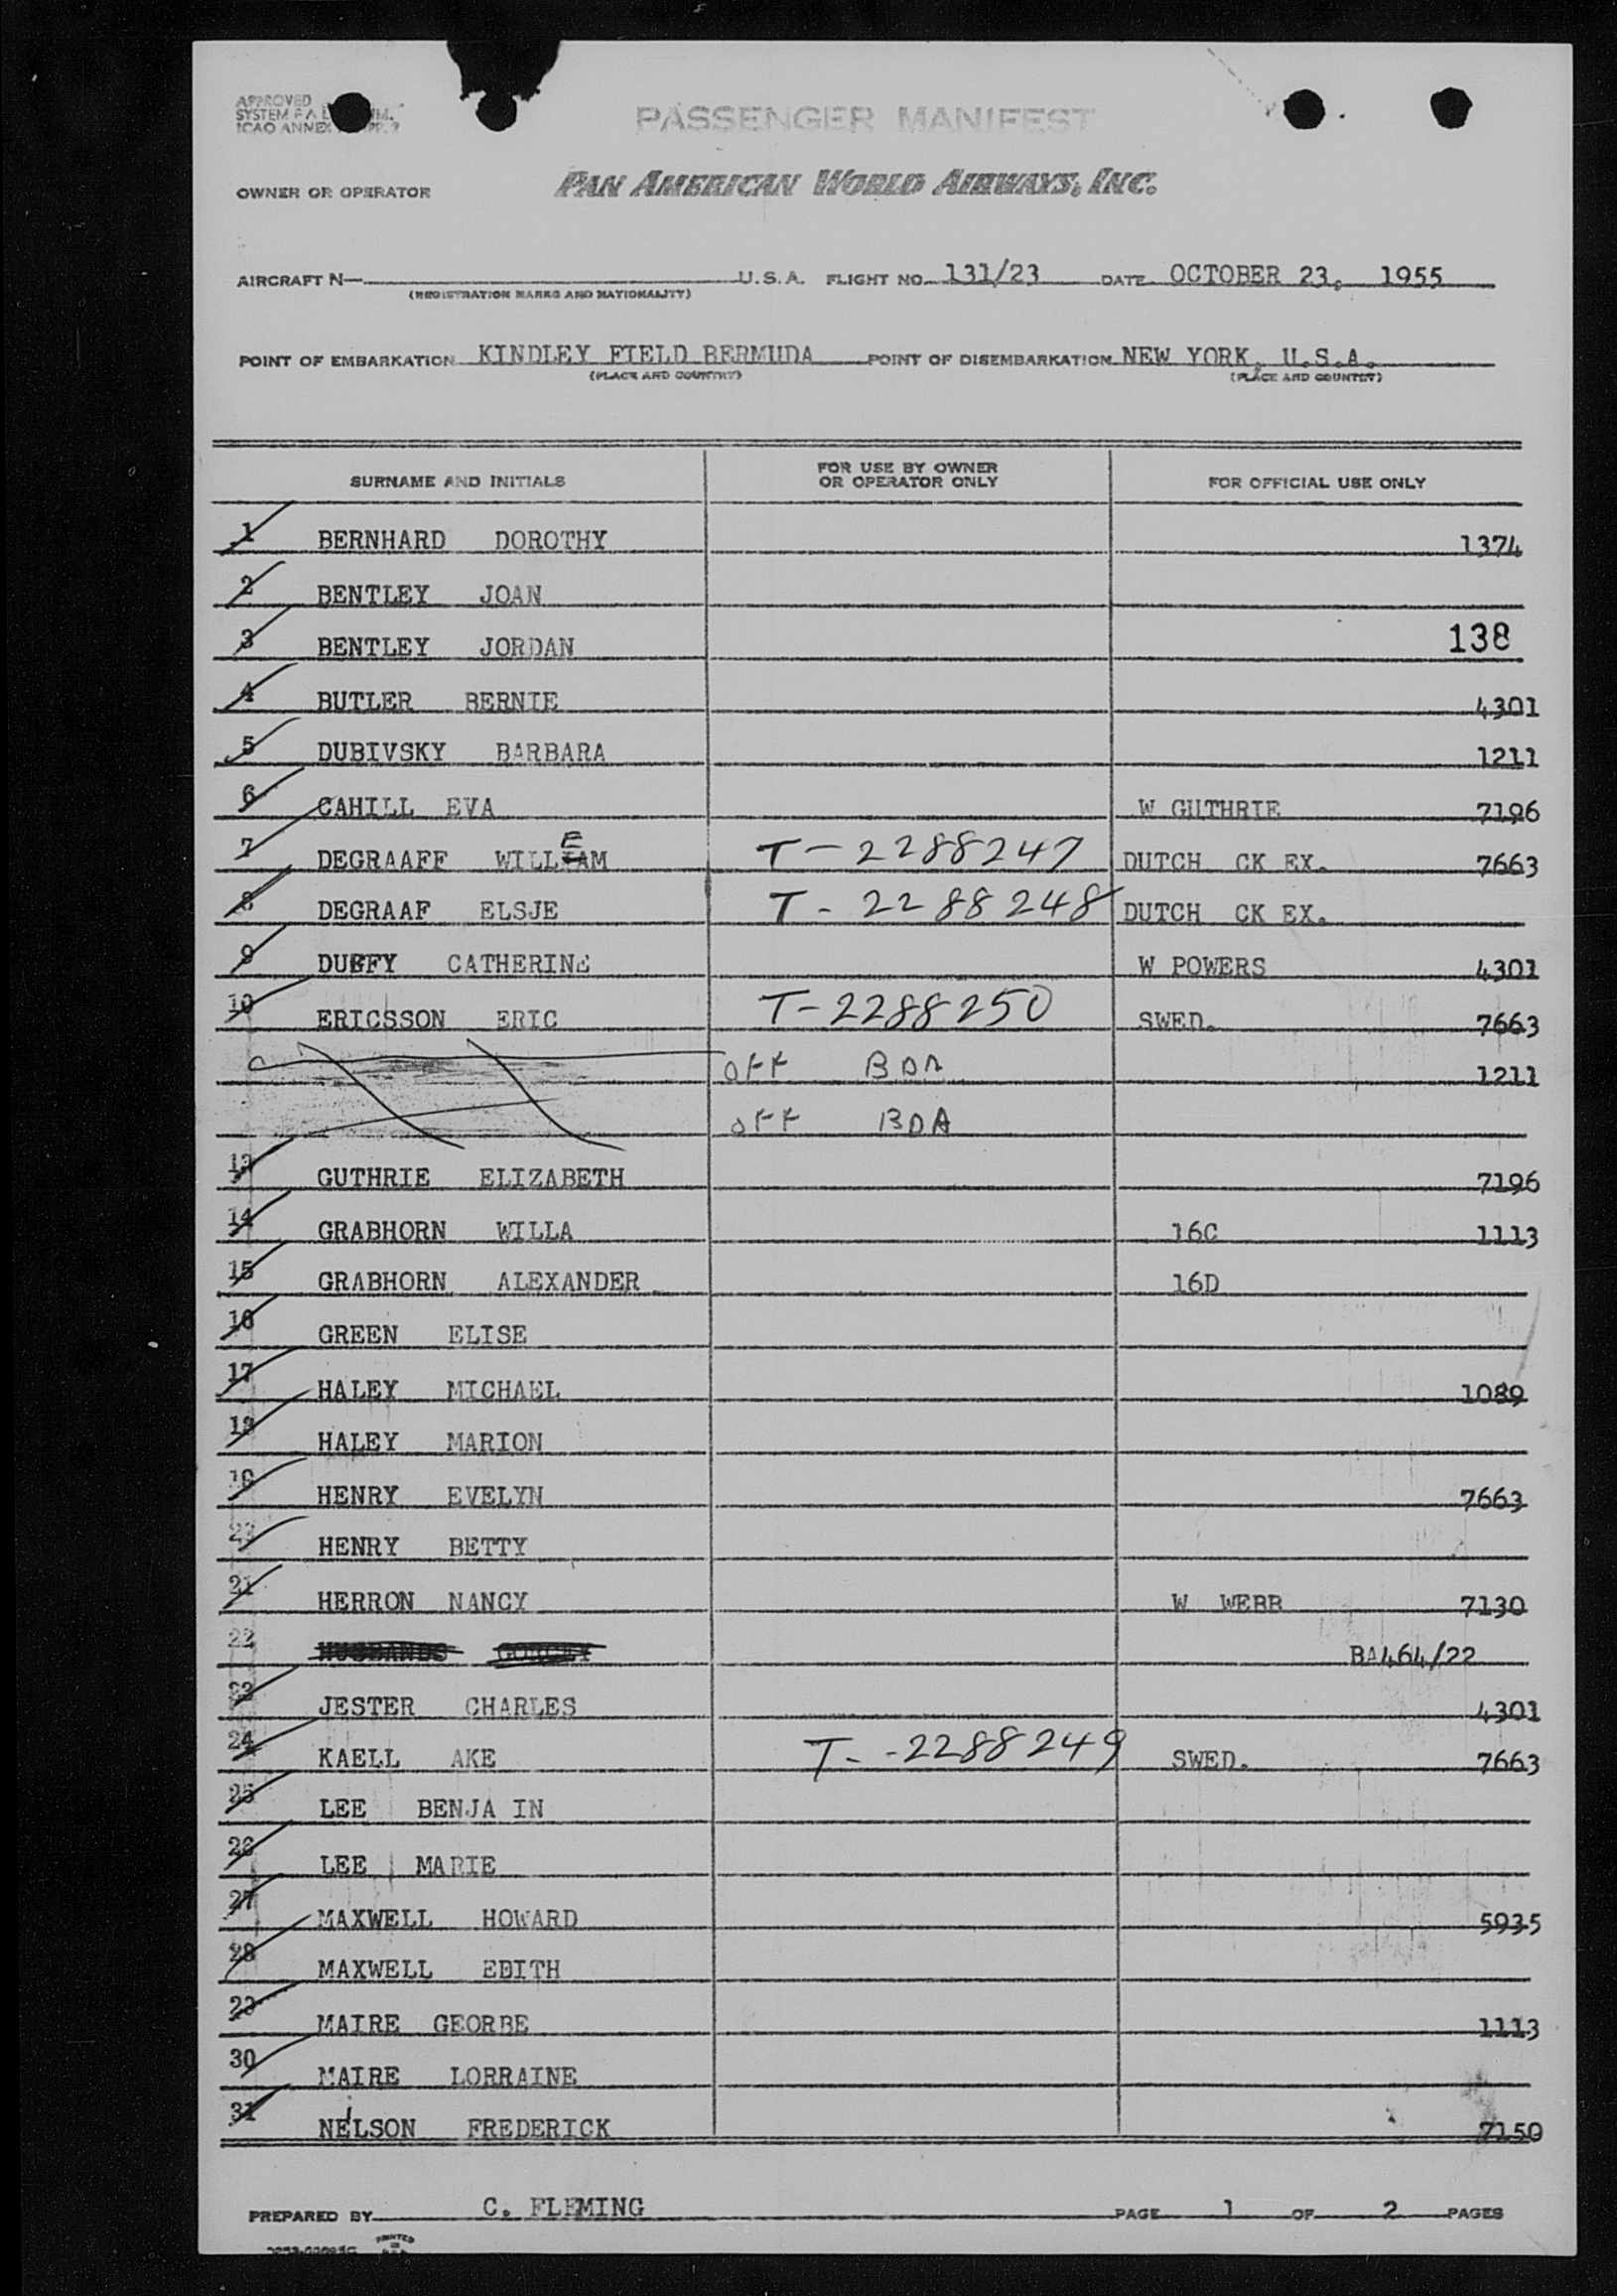 APPROVED
SYSTEM
ICAO ANNEX
PASSENGER MANIFEST
OWNER OR OPERATOR PAN AMERICAN WORLD AIRWAYS, INC.
AIRCRAFT N— U.S.A. FLIGHT NO. 131/23 DATE OCTOBER 23, 1955
(REGISTRATION MARKS AND NATIONALITY)
POINT OF EMBARKATION KINDLEY FIELD BERMUDA POINT OF DISEMBARKATION NEW YORK, U.S.A.
(PLACE AND COUNTRY) (PLACE AND COUNTRY)
SURNAME AND INITIALS FOR USE BY OWNER OR OPERATOR ONLY FOR OFFICIAL USE ONLY
1 BERNHARD DOROTHY 1374
2 BENTLEY JOAN
3 BENTLEY JORDAN 138
4 BUTLER BERNIE 4301
5 DUBIVSKY BARBARA 1211
6 CAHILL EVA W GUTHRIE 7196
7 DEGRAAFF WILLEAM T-2288247 DUTCH CK EX. 7663
8 DEGRAAF ELSJE T-2288248 DUTCH CK EX.
9 DUFFY CATHERINE W POWERS 4301
10 ERICSSON ERIC T-2288250 SWED. 7663
off BDA 1211
off BDA
13 GUTHRIE ELIZABETH 7196
14 GRABHORN WILLA 16C 1113
15 GRABHORN ALEXANDER 16D
16 GREEN ELISE
17 HALEY MICHAEL 1089
18 HALEY MARION
19 HENRY EVELYN 7663
20 HENRY BETTY
21 HERRON NANCY W WEBB 7130
22 HUSBANDS BA464/22
23 JESTER CHARLES 4301
24 KAELL AKE T--2288249 SWED. 7663
25 LEE BENJA IN
26 LEE MARIE
27 MAXWELL HOWARD 5935
28 MAXWELL EDITH
29 MAIRE GEORBE 1113
30 MAIRE LORRAINE
31 NELSON FREDERICK 7150
PREPARED BY C. FLEMING PAGE 1 OF 2 PAGES
PRINTED IN